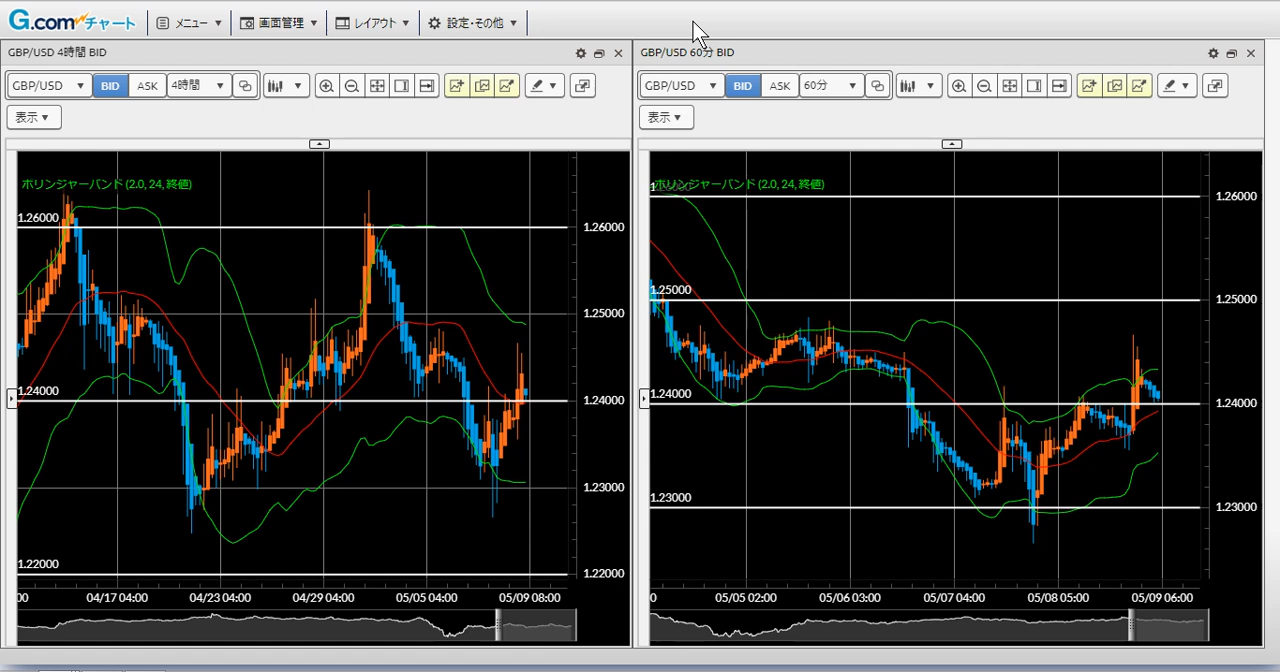 G.comチャート メニュー ▼ 画面管理 ▼ レイアウト ▼ 設定・その他 ▼
GBP/USD 4時間 BID
GBP/USD ▼ BID ASK 4時間 ▼
表示 ▼
ボリンジャーバンド (2.0, 24, 終値)
1.26000
1.24000
1.22000
1.26000
1.25000
1.24000
1.23000
1.22000
00 04/17 04:00 04/23 04:00 04/29 04:00 05/05 04:00 05/09 08:00
GBP/USD 60分 BID
GBP/USD ▼ BID ASK 60分 ▼
表示 ▼
ボリンジャーバンド (2.0, 24, 終値)
1.25000
1.24000
1.23000
1.26000
1.25000
1.24000
1.23000
0 05/05 02:00 05/06 03:00 05/07 04:00 05/08 05:00 05/09 06:00